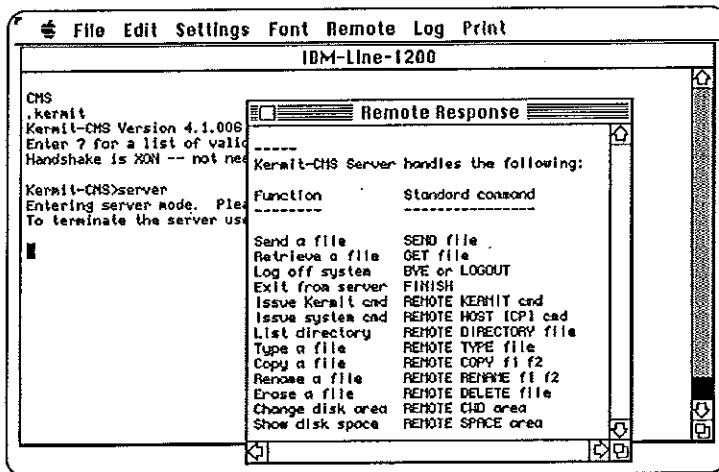 File Edit Settings Font Remote Log Print
IBM-Line-1200
CMS
.kermit
Kermit-CMS Version 4.1.006
Enter ? for a list of valid
Handshake is XON -- not nee
Kermit-CMS>server
Entering server mode. Plea
To terminate the server use
Remote Response
-----
Kermit-CMS Server handles the following:
Function Standard command
--------- ----------------
Send a file SEND file
Retrieve a file GET file
Log off system BYE or LOGOUT
Exit from server FINISH
Issue Kermit cmd REMOTE KERMIT cmd
Issue system cmd REMOTE HOST [CP] cmd
List directory REMOTE DIRECTORY file
Type a file REMOTE TYPE file
Copy a file REMOTE COPY f1 f2
Rename a file REMOTE RENAME f1 f2
Erase a file REMOTE DELETE file
Change disk area REMOTE CWD area
Show disk space REMOTE SPACE area